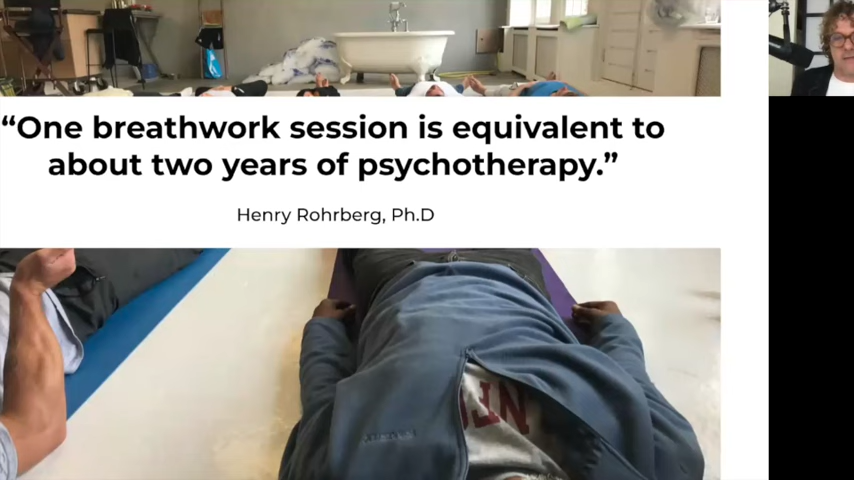 “One breathwork session is equivalent to
about two years of psychotherapy.”
Henry Rohrberg, Ph.D